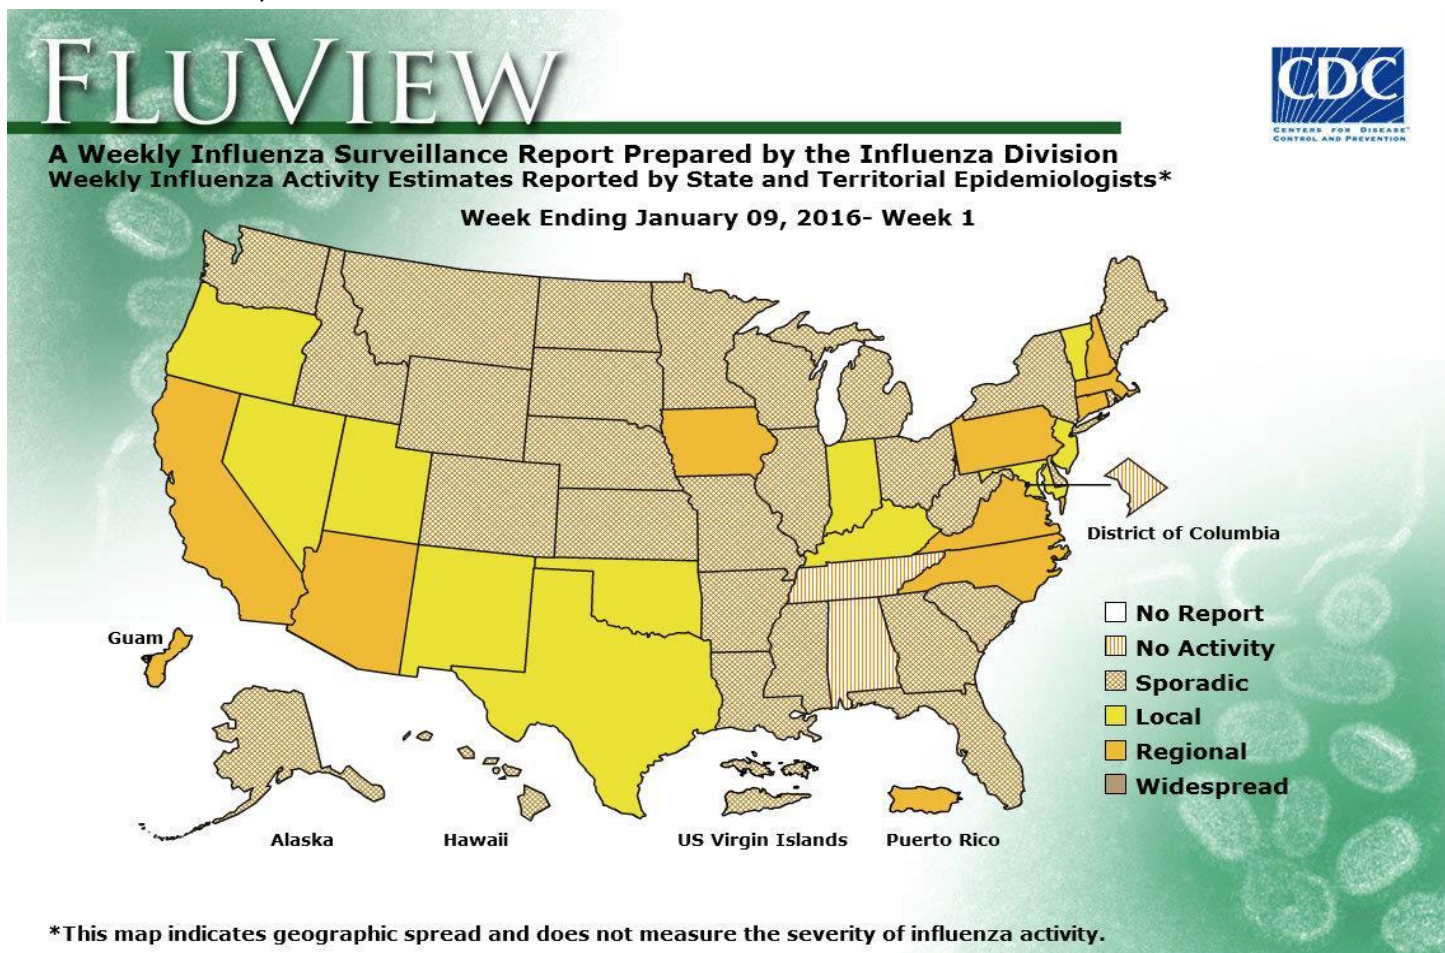 FLUVIEW
CDC
CENTERS FOR DISEASE™
CONTROL AND PREVENTION
A Weekly Influenza Surveillance Report Prepared by the Influenza Division
Weekly Influenza Activity Estimates Reported by State and Territorial Epidemiologists*
Week Ending January 09, 2016- Week 1
District of Columbia
No Report
No Activity
Sporadic
Local
Regional
Widespread
Guam
Alaska
Hawaii
US Virgin Islands
Puerto Rico
*This map indicates geographic spread and does not measure the severity of influenza activity.